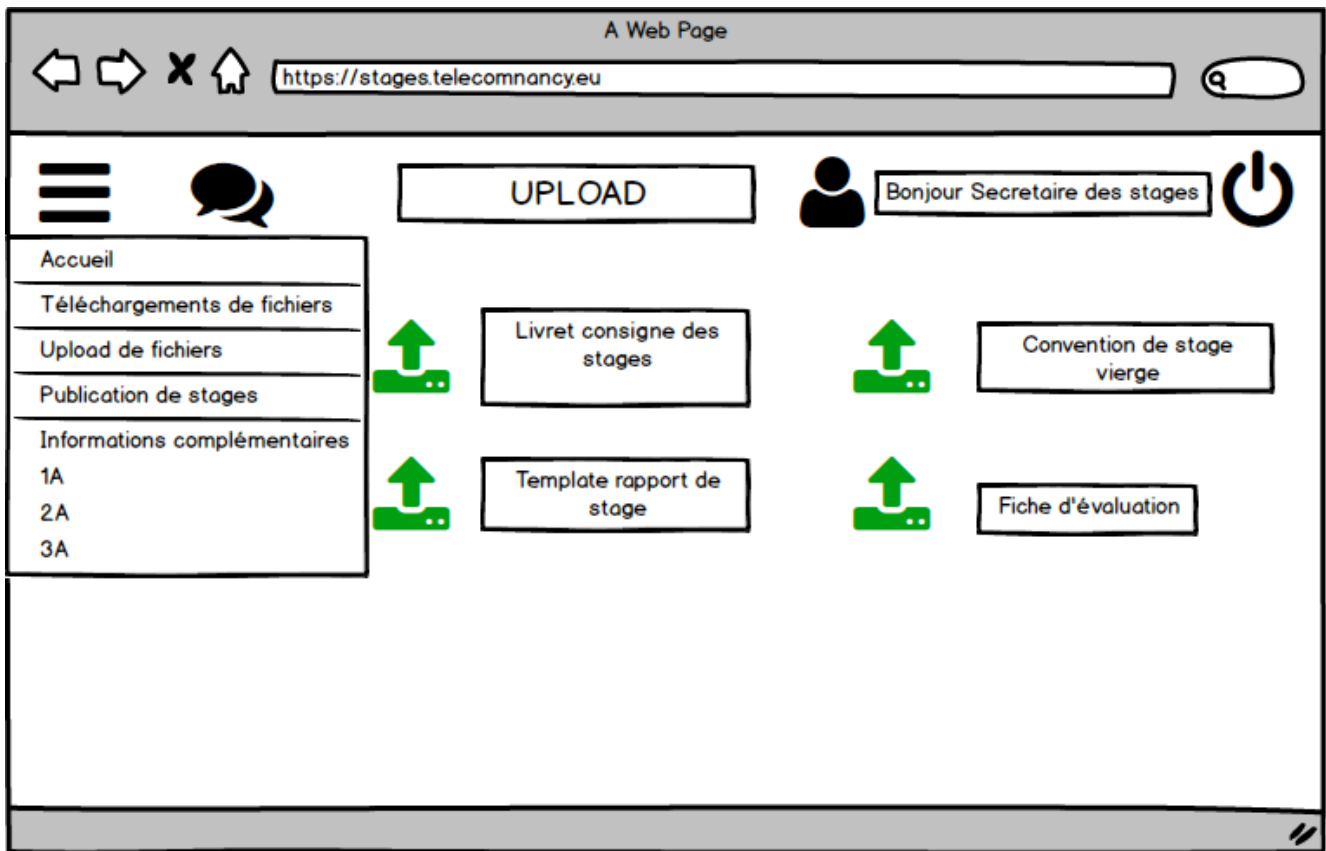 A Web Page
https://stages.telecomnancy.eu
UPLOAD
Bonjour Secretaire des stages
Accueil
Téléchargements de fichiers
Upload de fichiers
Publication de stages
Informations complémentaires
1A
2A
3A
Livret consigne des
stages
Convention de stage
vierge
Template rapport de
stage
Fiche d'évaluation